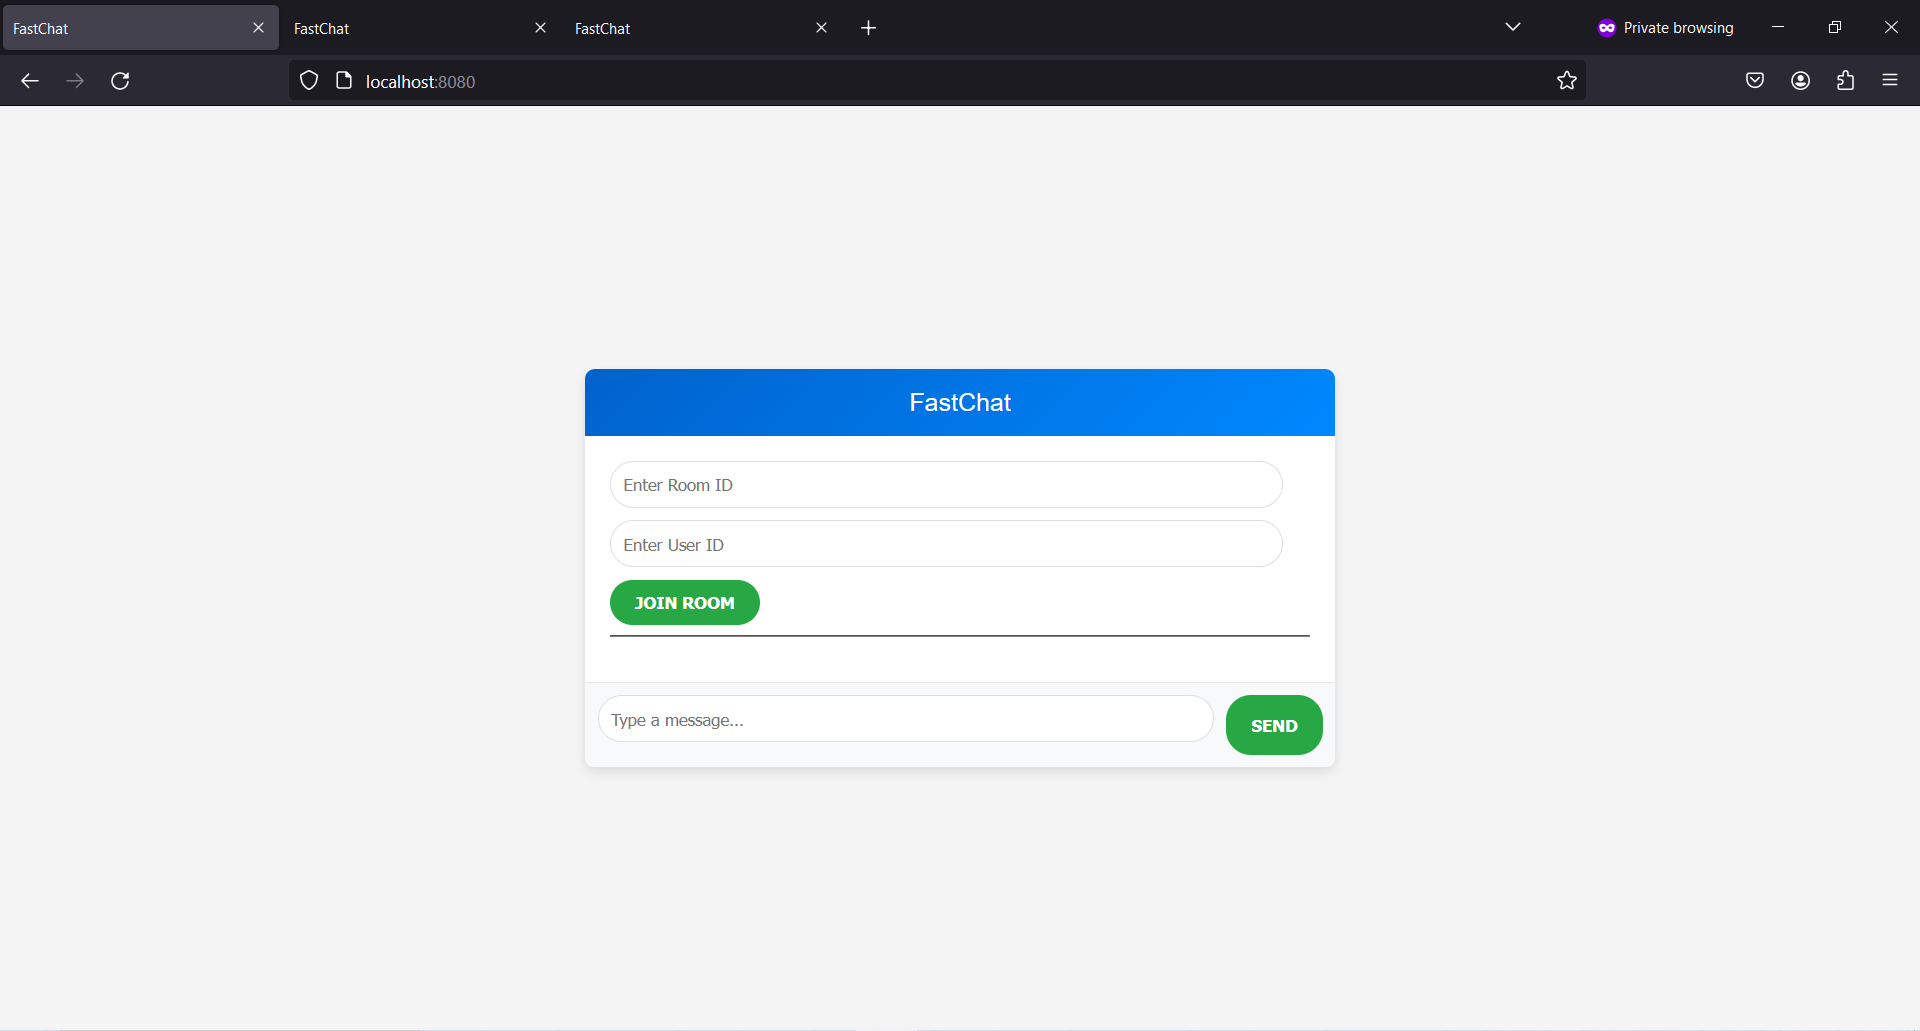 FastChat FastChat FastChat Private browsing
localhost:8080
FastChat
Enter Room ID
Enter User ID
JOIN ROOM
Type a message...
SEND